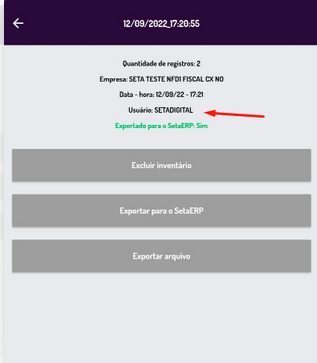 12/09/2022_17:20:55
Quantidade de registros: 2
Empresa: SETA TESTE NF01 FISCAL CX NO
Data - hora: 12/09/22 - 17:21
Usuário: SETADIGITAL
Exportado para o SetaERP: Sim
Excluir inventário
Exportar para o SetaERP
Exportar arquivo